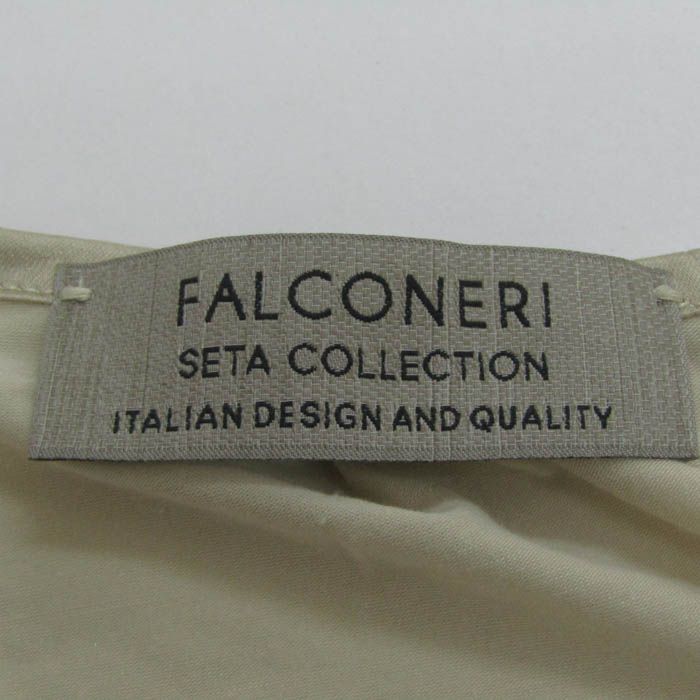 FALCONERI
SETA COLLECTION
ITALIAN DESIGN AND QUALITY